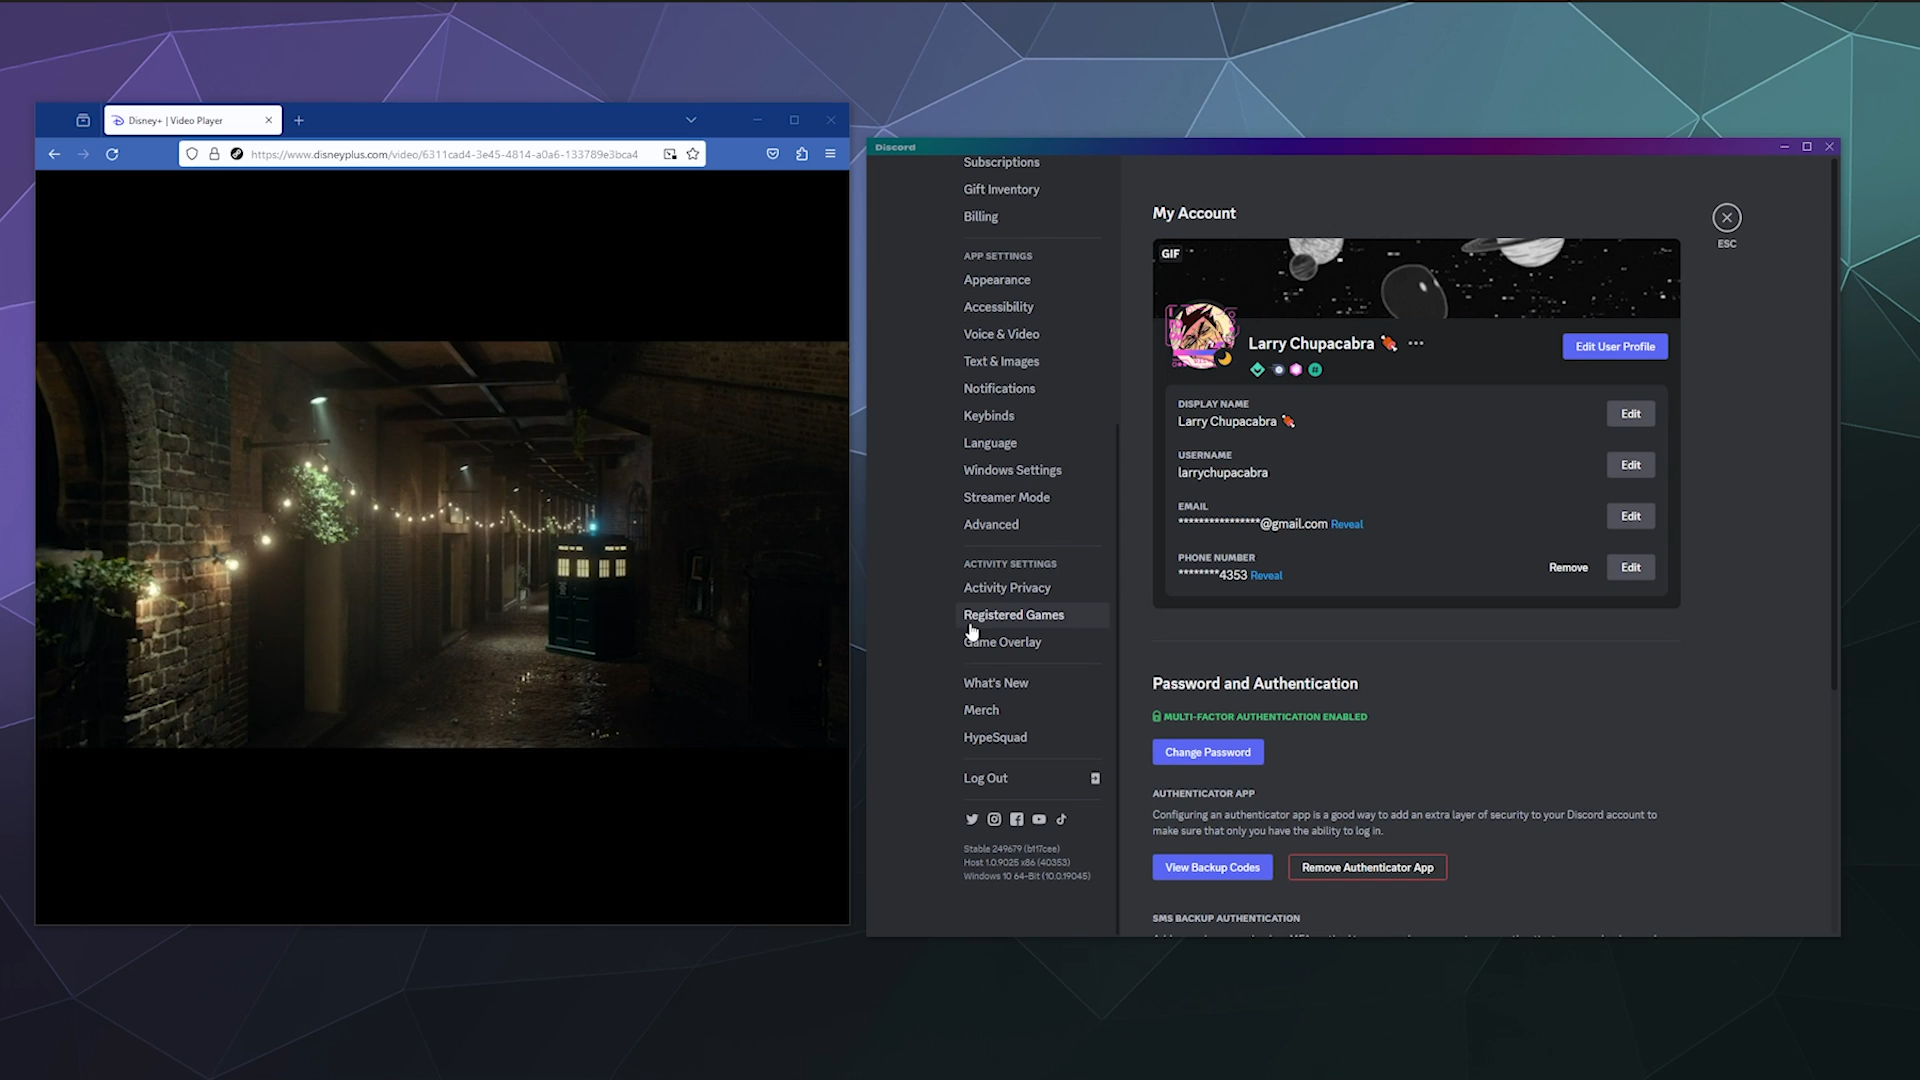 Disney+ | Video Player
https://www.disneyplus.com/video/6311cad4-3e45-4814-a0a6-133789e3bca4
Discord
Subscriptions
Gift Inventory
Billing
APP SETTINGS
Appearance
Accessibility
Voice & Video
Text & Images
Notifications
Keybinds
Language
Windows Settings
Streamer Mode
Advanced
ACTIVITY SETTINGS
Activity Privacy
Registered Games
Game Overlay
What's New
Merch
HypeSquad
Log Out
Stable 249679 (b117cee)
Host 1.0.9025 x86 (40353)
Windows 10 64-Bit (10.0.19045)
My Account
ESC
GIF
Larry Chupacabra
Edit User Profile
DISPLAY NAME
Larry Chupacabra
Edit
USERNAME
larrychupacabra
Edit
EMAIL
****************@gmail.com Reveal
Edit
PHONE NUMBER
********4353 Reveal
Remove
Edit
Password and Authentication
MULTI-FACTOR AUTHENTICATION ENABLED
Change Password
AUTHENTICATOR APP
Configuring an authenticator app is a good way to add an extra layer of security to your Discord account to
make sure that only you have the ability to log in.
View Backup Codes
Remove Authenticator App
SMS BACKUP AUTHENTICATION